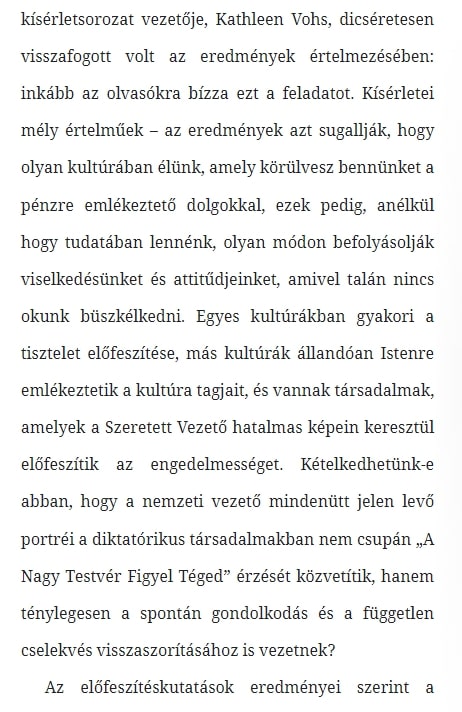 kísérletsorozat vezetője, Kathleen Vohs, dicséretesen
visszafogott volt az eredmények értelmezésében:
inkább az olvasókra bízza ezt a feladatot. Kísérletei
mély értelműek – az eredmények azt sugallják, hogy
olyan kultúrában élünk, amely körülvesz bennünket a
pénzre emlékeztető dolgokkal, ezek pedig, anélkül
hogy tudatában lennénk, olyan módon befolyásolják
viselkedésünket és attitűdjeinket, amivel talán nincs
okunk büszkélkedni. Egyes kultúrákban gyakori a
tisztelet előfeszítése, más kultúrák állandóan Istenre
emlékeztetik a kultúra tagjait, és vannak társadalmak,
amelyek a Szeretett Vezető hatalmas képein keresztül
előfeszítik az engedelmességet. Kételkedhetünk-e
abban, hogy a nemzeti vezető mindenütt jelen levő
portréi a diktatórikus társadalmakban nem csupán „A
Nagy Testvér Figyel Téged” érzését közvetítik, hanem
ténylegesen a spontán gondolkodás és a független
cselekvés visszaszorításához is vezetnek?
Az előfeszítéskutatások eredményei szerint a